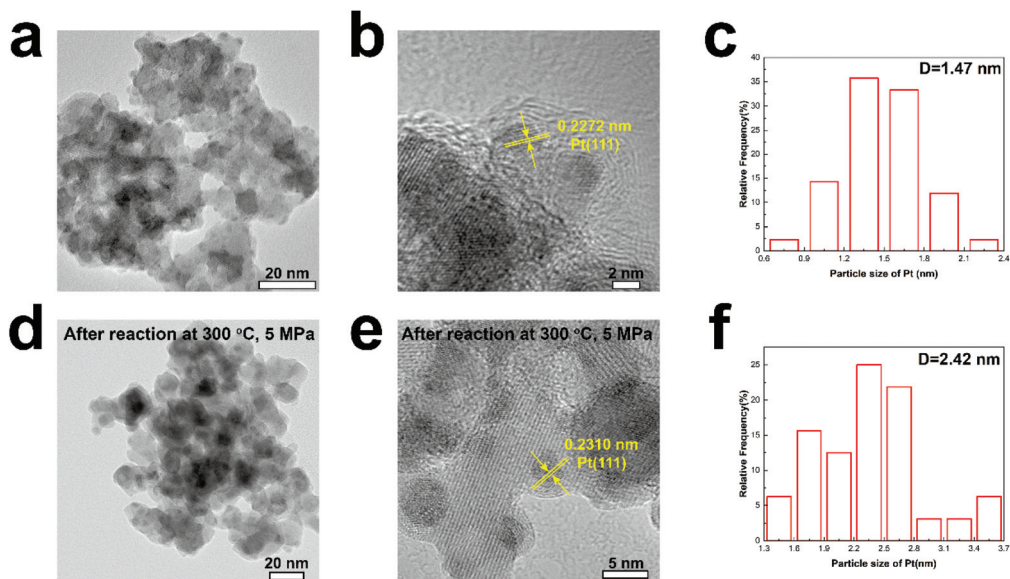 a
20 nm
b
0.2272 nm
Pt(111)
2 nm
c
D=1.47 nm
Relative Frequency(%)
40
35
30
25
20
15
10
5
0
0.6 0.9 1.2 1.5 1.8 2.1 2.4
Particle size of Pt (nm)
d
After reaction at 300 °C, 5 MPa
20 nm
e
After reaction at 300 °C, 5 MPa
0.2310 nm
Pt(111)
5 nm
f
D=2.42 nm
Relative Frequency(%)
25
20
15
10
5
0
1.3 1.6 1.9 2.2 2.5 2.8 3.1 3.4 3.7
Particle size of Pt(nm)